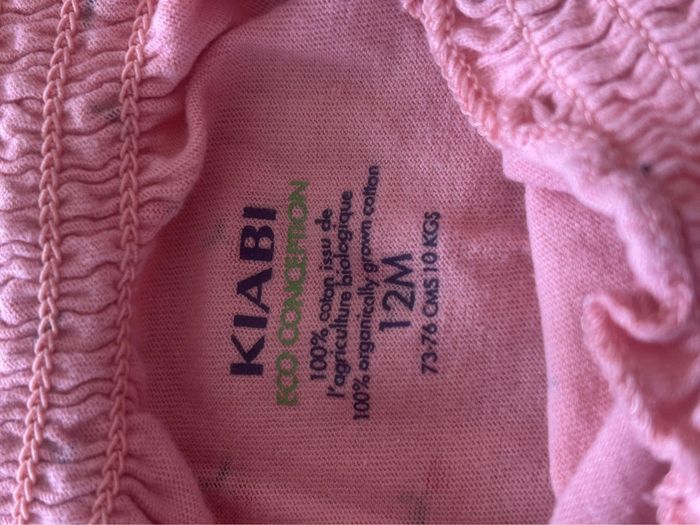 KIABI
ECO CONCEPTION
100% coton issu de
l'agriculture biologique
100% organically grown cotton
12M
73-76 CMS 10 KGS